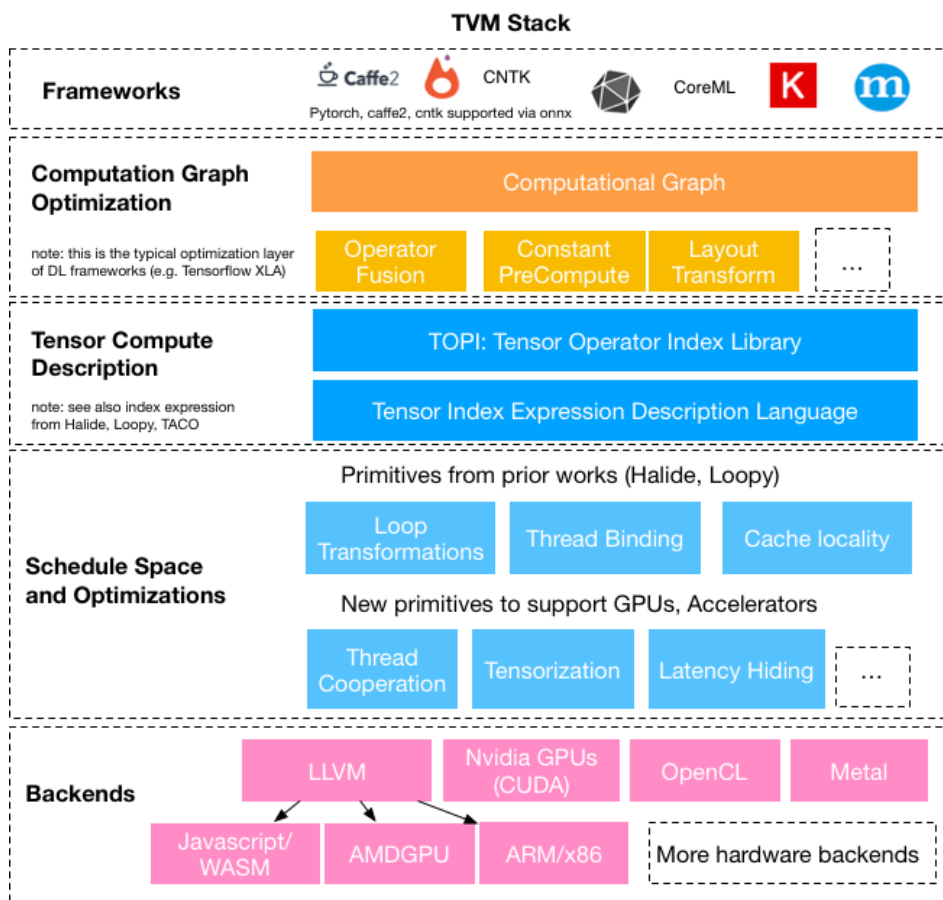 TVM Stack
Frameworks
Caffe2
CNTK
CoreML
K
m
Pytorch, caffe2, cntk supported via onnx
Computation Graph
Optimization
note: this is the typical optimization layer
of DL frameworks (e.g. Tensorflow XLA)
Computational Graph
Operator
Fusion
Constant
PreCompute
Layout
Transform
...
Tensor Compute
Description
note: see also index expression
from Halide, Loopy, TACO
TOPI: Tensor Operator Index Library
Tensor Index Expression Description Language
Schedule Space
and Optimizations
Primitives from prior works (Halide, Loopy)
Loop
Transformations
Thread Binding
Cache locality
New primitives to support GPUs, Accelerators
Thread
Cooperation
Tensorization
Latency Hiding
...
Backends
LLVM
Nvidia GPUs
(CUDA)
OpenCL
Metal
Javascript/
WASM
AMDGPU
ARM/x86
More hardware backends